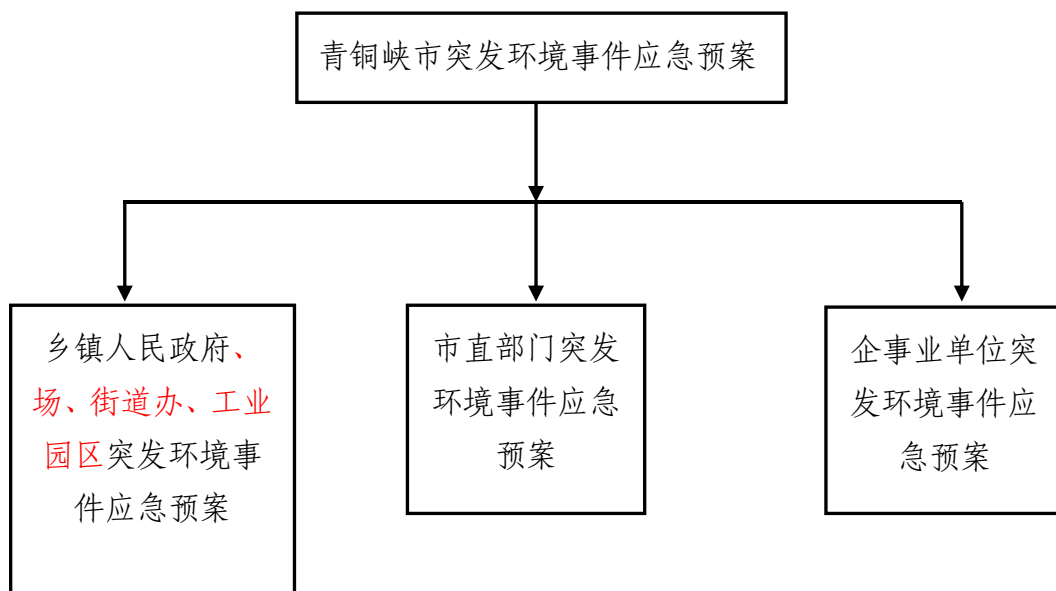 青铜峡市突发环境事件应急预案
乡镇人民政府、
场、街道办、工业
园区突发环境事
件应急预案
市直部门突发
环境事件应急
预案
企事业单位突
发环境事件应
急预案